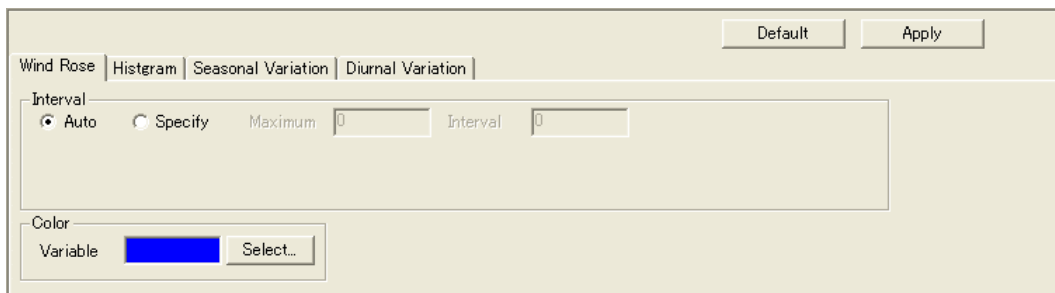 Default Apply
Wind Rose Histgram Seasonal Variation Diurnal Variation
Interval
Auto Specify Maximum 0 Interval 0
Color
Variable Select...